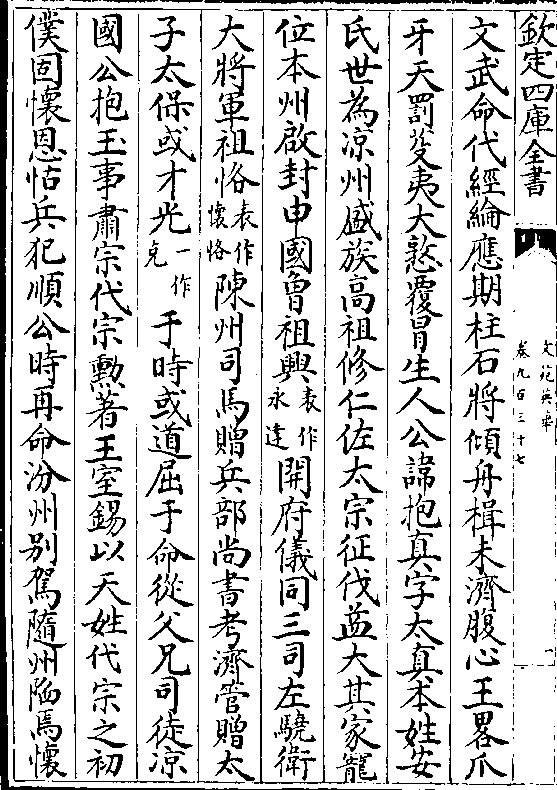 欽定四庫全書
文苑英華
卷九百三十七
文武命代經綸應期柱石將傾舟楫未濟腹心王畧爪
牙天罰芟夷大憝覆冒生人公諱抱真字太真本姓安
氏世為凉州盛族高祖修仁佐太宗征伐益大其家寵
位本州啟封申國曾祖興表作永達開府儀同三司左驍衛
大將軍祖恪表作懷恪陳州司馬贈兵部尚書考濟管贈太
子太保或才光一作克于時或道屈于命從父兄司徒凉
國公抱玉事肅宗代宗勲著王室錫以天姓代宗之初
僕固懷恩怙兵犯順公時再命汾州别駕隨州陷焉懷